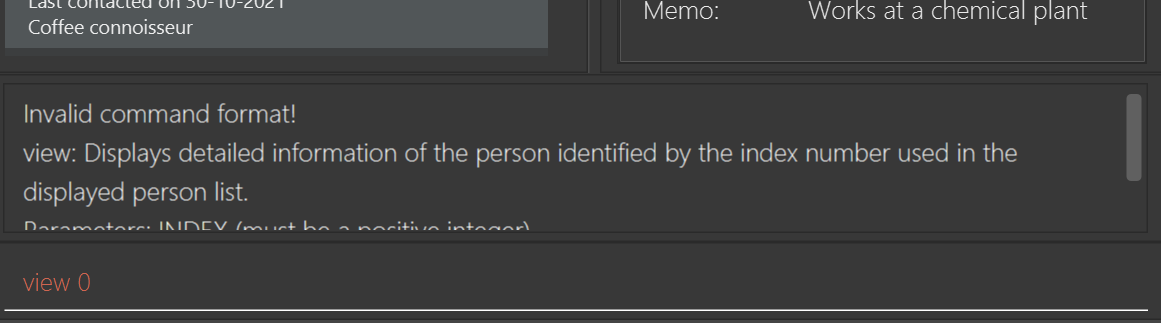 Last contacted on 30-10-2021
Coffee connoisseur
Memo: Works at a chemical plant
Invalid command format!
view: Displays detailed information of the person identified by the index number used in the
displayed person list.
Parameters: INDEX (must be a positive integer)
view 0